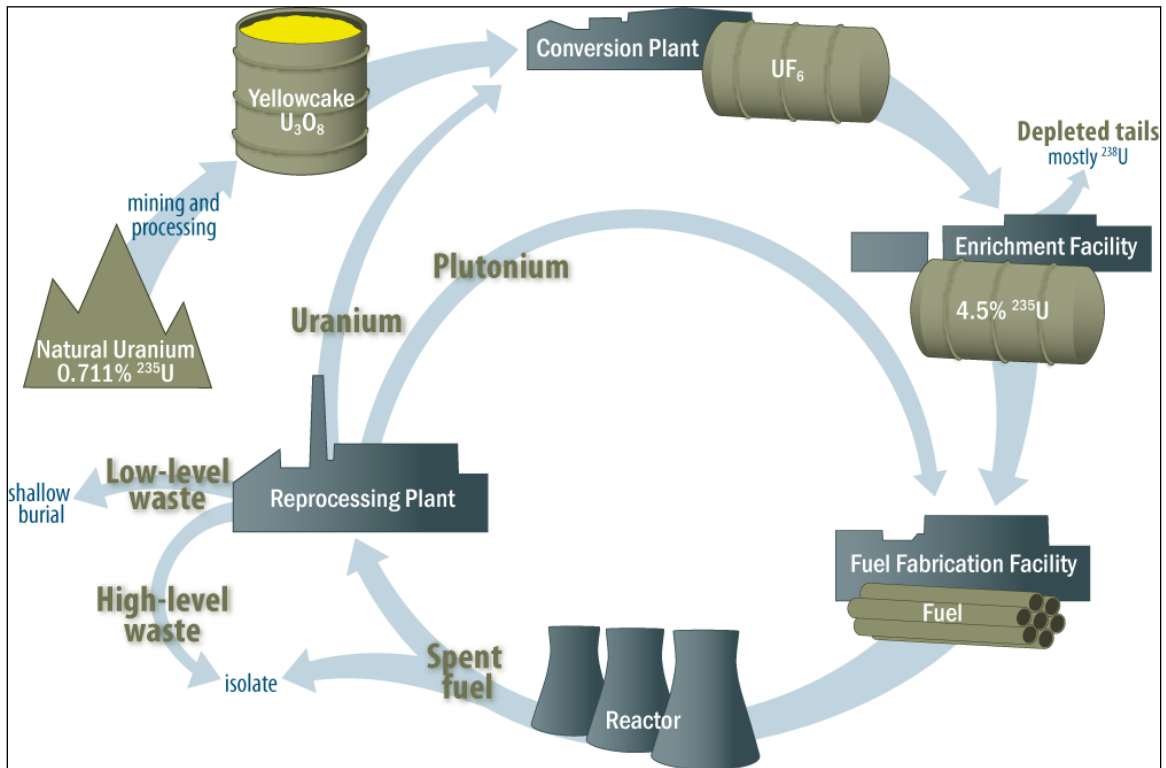 Yellowcake
U₃O₈
Conversion Plant
UF₆
Depleted tails
mostly ²³⁸U
mining and
processing
Enrichment Facility
4.5% ²³⁵U
Natural Uranium
0.711% ²³⁵U
Uranium
Plutonium
Low-level
waste
shallow
burial
Reprocessing Plant
Fuel Fabrication Facility
Fuel
High-level
waste
isolate
Spent
fuel
Reactor